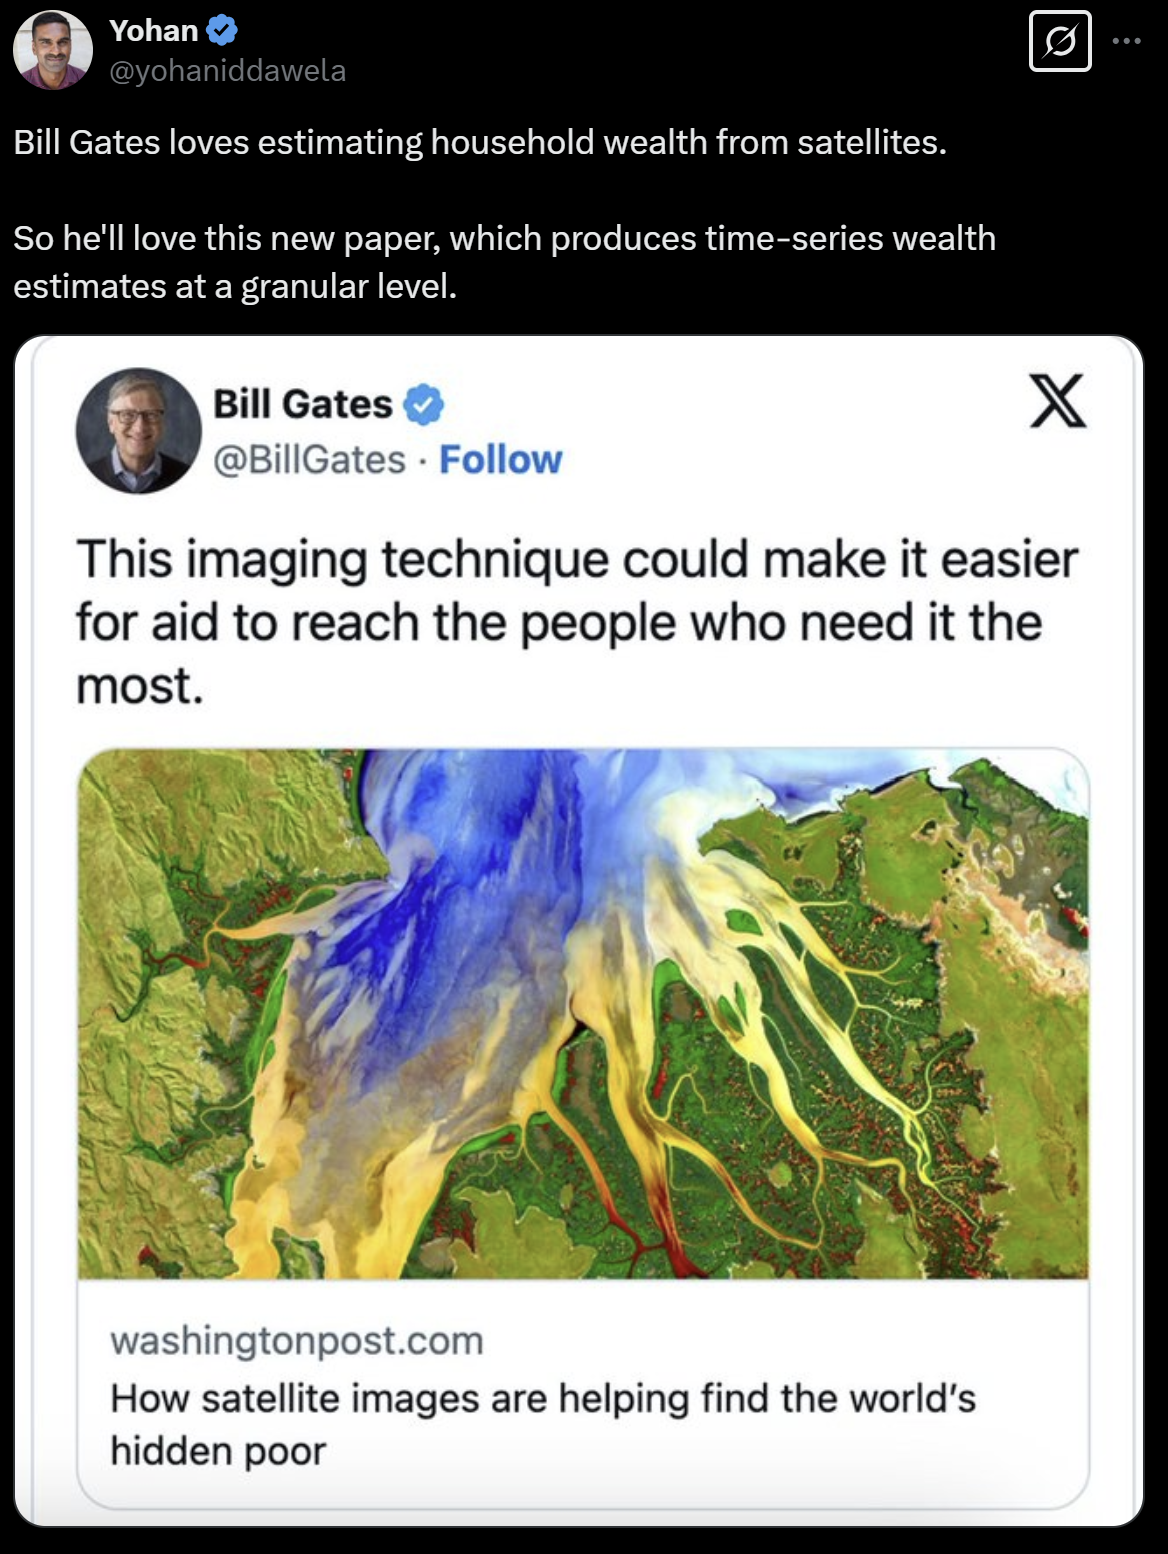 Yohan
@yohaniddawela
Bill Gates loves estimating household wealth from satellites.
So he'll love this new paper, which produces time-series wealth
estimates at a granular level.
Bill Gates
@BillGates · Follow
This imaging technique could make it easier
for aid to reach the people who need it the
most.
washingtonpost.com
How satellite images are helping find the world’s
hidden poor